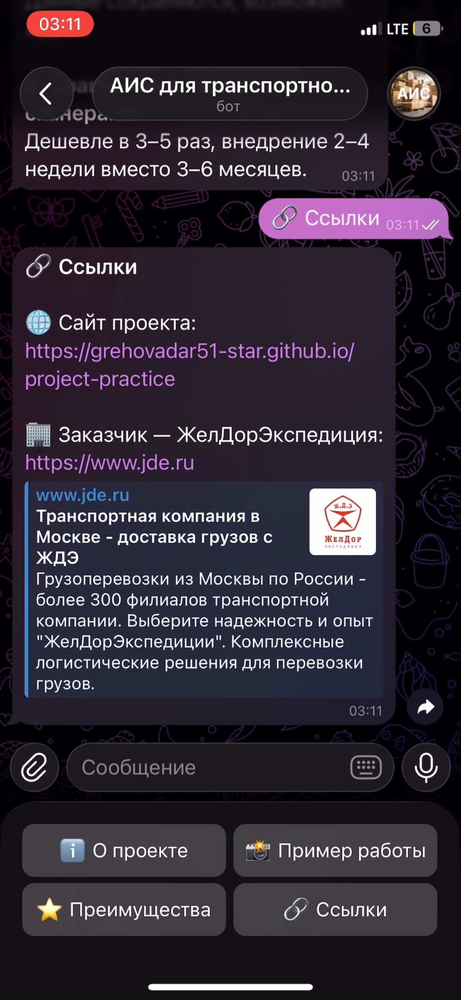 03:11
LTE 6
АИС для транспортно...
бот
АИС
Дешевле в 3–5 раз, внедрение 2–4
недели вместо 3–6 месяцев.
03:11
🔗 Ссылки 03:11
🔗 Ссылки
🌐 Сайт проекта:
https://grehovadar51-star.github.io/
project-practice
🏢 Заказчик — ЖелДорЭкспедиция:
https://www.jde.ru
www.jde.ru
Транспортная компания в
Москве - доставка грузов с
ЖДЭ
Ж.Д.Э
ЖЕЛДОР
ЭКСПЕДИЦИЯ
Грузоперевозки из Москвы по России -
более 300 филиалов транспортной
компании. Выберите надежность и опыт
"ЖелДорЭкспедиции". Комплексные
логистические решения для перевозки
грузов.
03:11
Сообщение
ℹ️ О проекте
📸 Пример работы
⭐ Преимущества
🔗 Ссылки